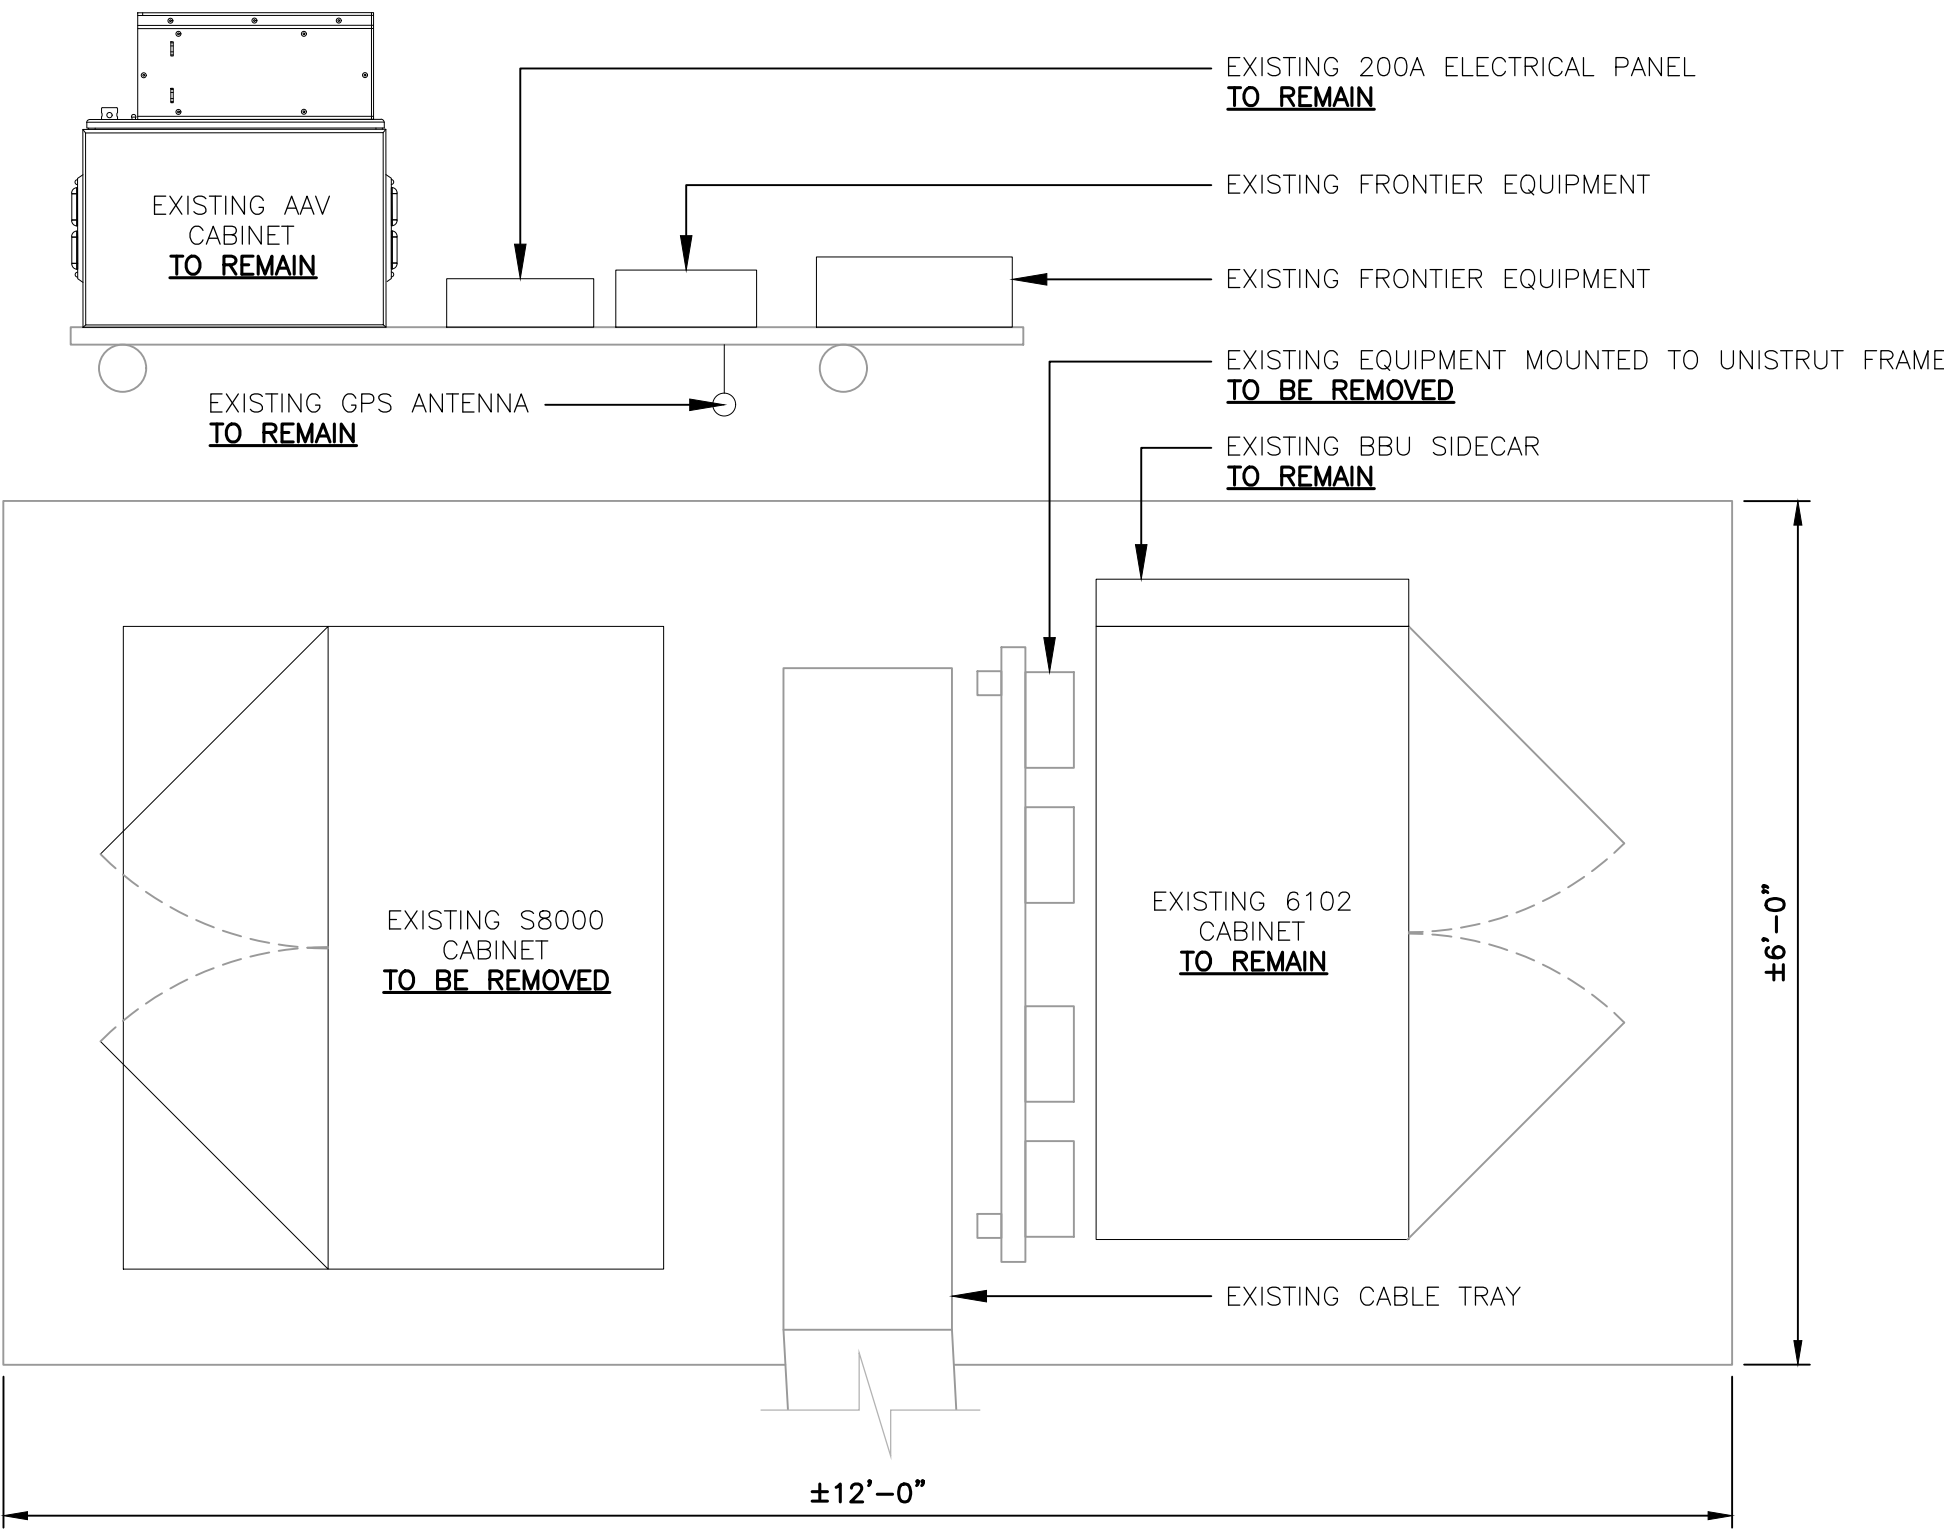 EXISTING 200A ELECTRICAL PANEL
TO REMAIN
EXISTING FRONTIER EQUIPMENT
EXISTING AAV
CABINET
TO REMAIN
EXISTING FRONTIER EQUIPMENT
EXISTING EQUIPMENT MOUNTED TO UNISTRUT FRAME
TO BE REMOVED
EXISTING GPS ANTENNA
TO REMAIN
EXISTING BBU SIDECAR
TO REMAIN
EXISTING S8000
CABINET
TO BE REMOVED
EXISTING 6102
CABINET
TO REMAIN
±6'-0"
EXISTING CABLE TRAY
±12'-0"